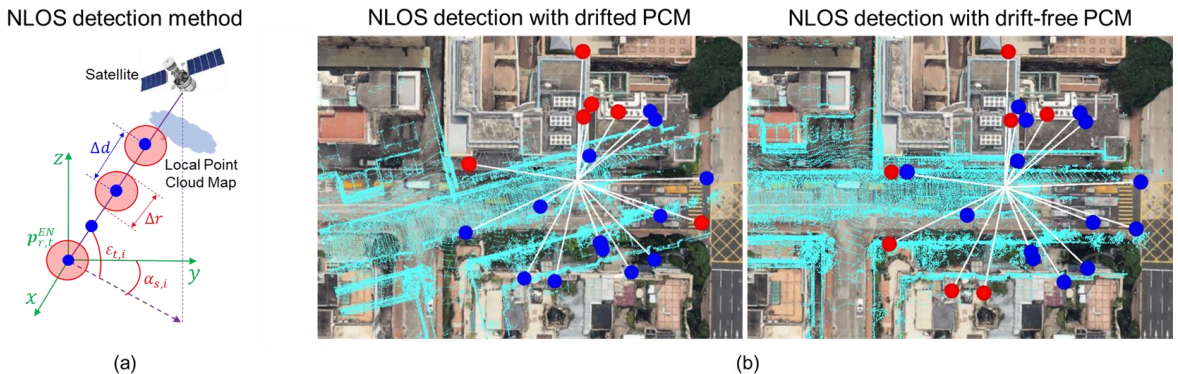 NLOS detection method
NLOS detection with drifted PCM
NLOS detection with drift-free PCM
Satellite
Δd
Local Point
Cloud Map
Z
Δr
p_{r,t}^{EN}
ε_{t,i}
y
α_{s,i}
x
(a)
(b)